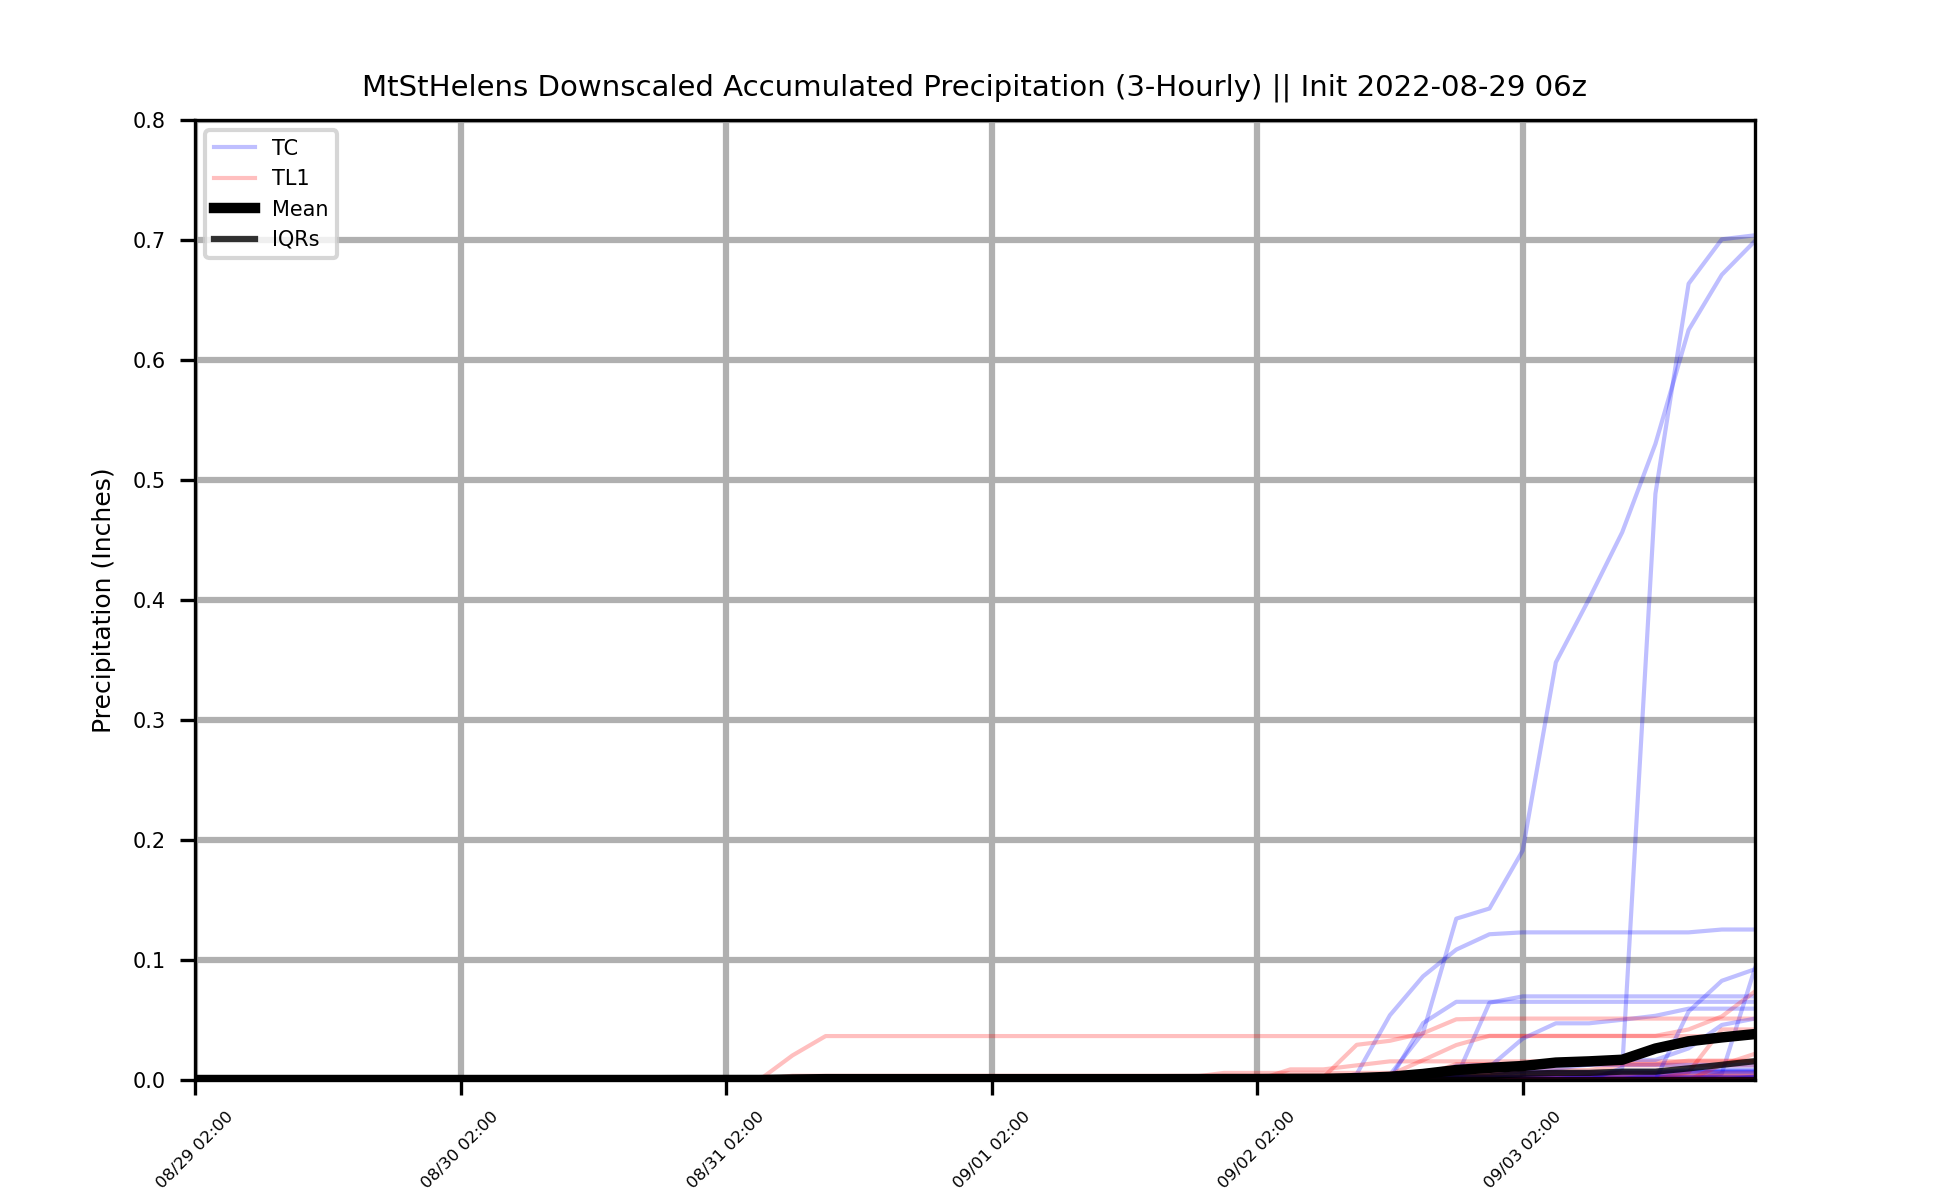 MtStHelens Downscaled Accumulated Precipitation (3-Hourly) || Init 2022-08-29 06z
TC
TL1
Mean
IQRs
Precipitation (Inches)
0.8
0.7
0.6
0.5
0.4
0.3
0.2
0.1
0.0
08/29 02:00
08/30 02:00
08/31 02:00
09/01 02:00
09/02 02:00
09/03 02:00